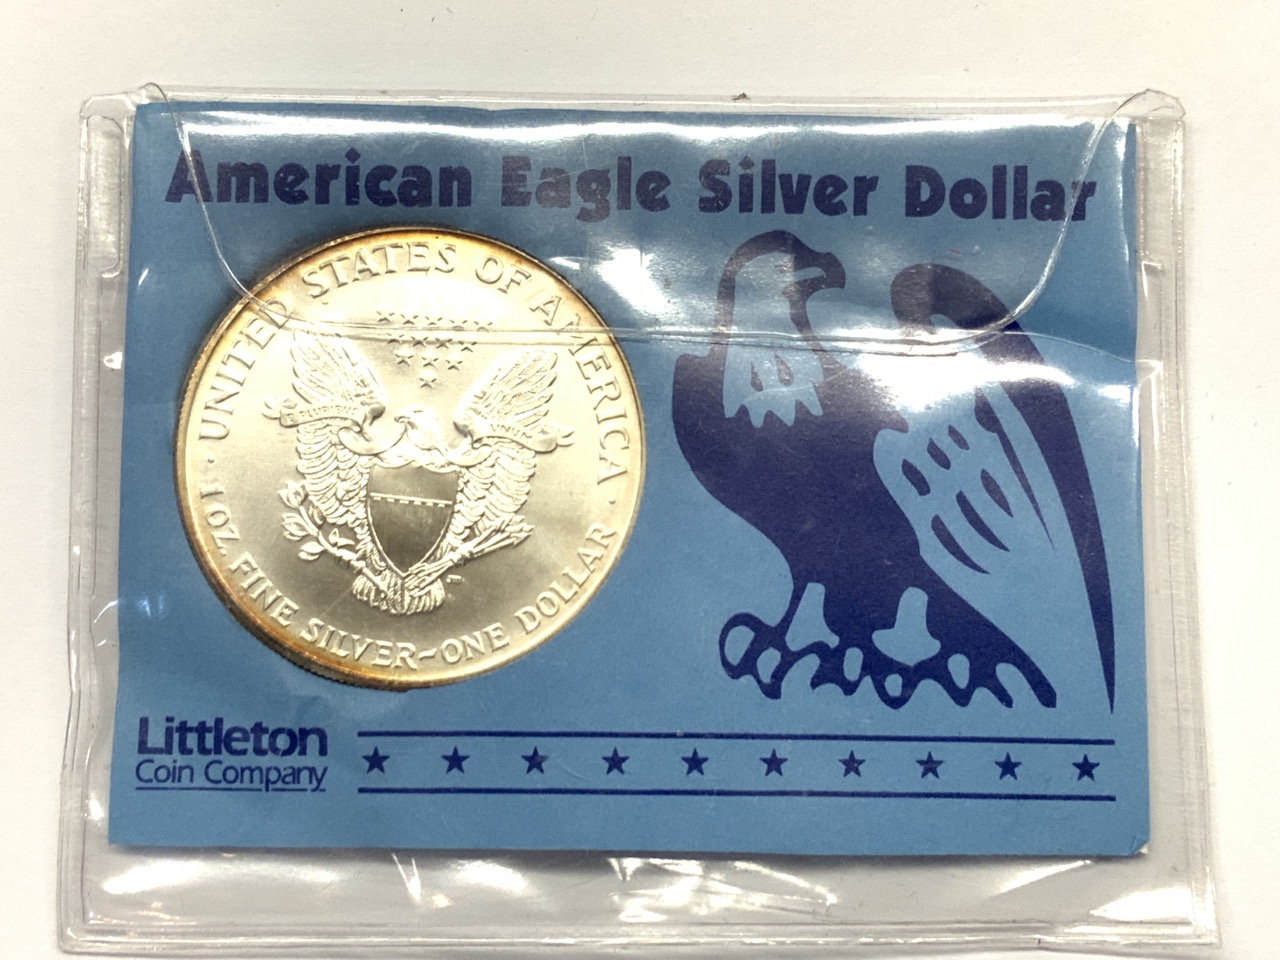 American Eagle Silver Dollar
UNITED STATES OF AMERICA
E PLURIBUS UNUM
· 1 OZ. FINE SILVER~ONE DOLLAR ·
Littleton
Coin Company